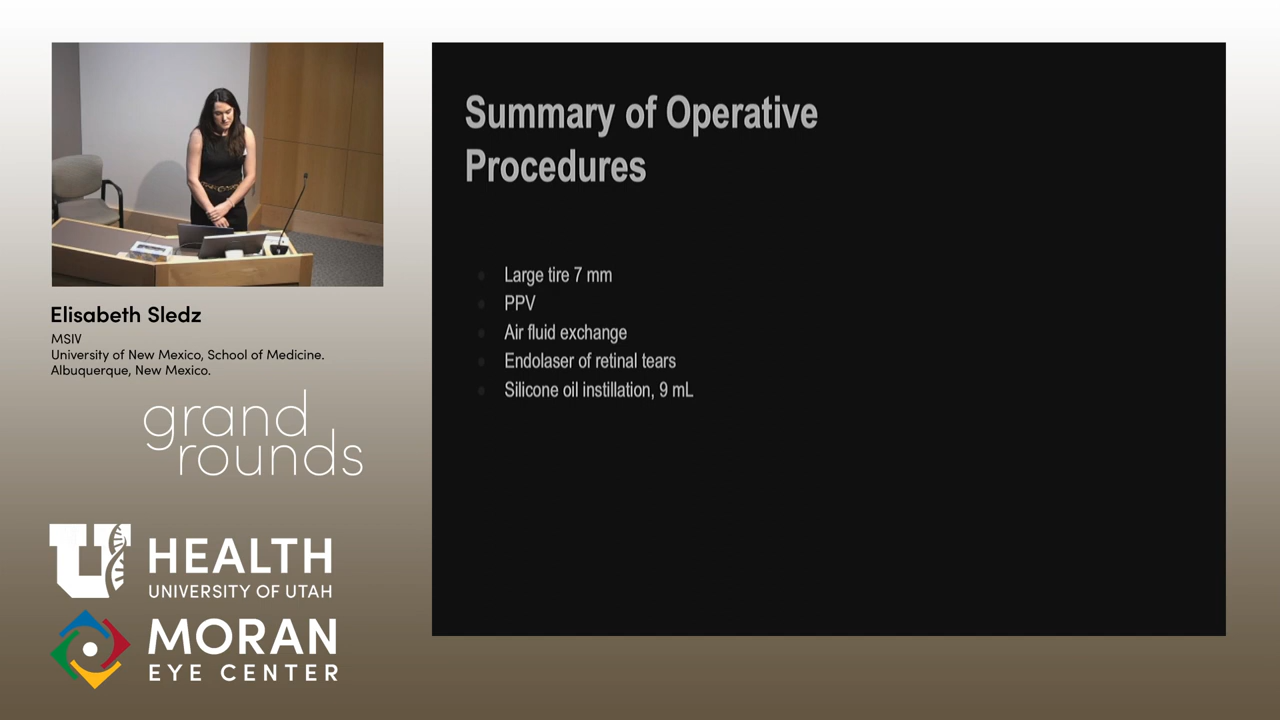 Summary of Operative
Procedures
Large tire 7 mm
PPV
Air fluid exchange
Endolaser of retinal tears
Silicone oil instillation, 9 mL
Elisabeth Sledz
MSIV
University of New Mexico, School of Medicine.
Albuquerque, New Mexico.
grand
rounds
U HEALTH
UNIVERSITY OF UTAH
MORAN
EYE CENTER